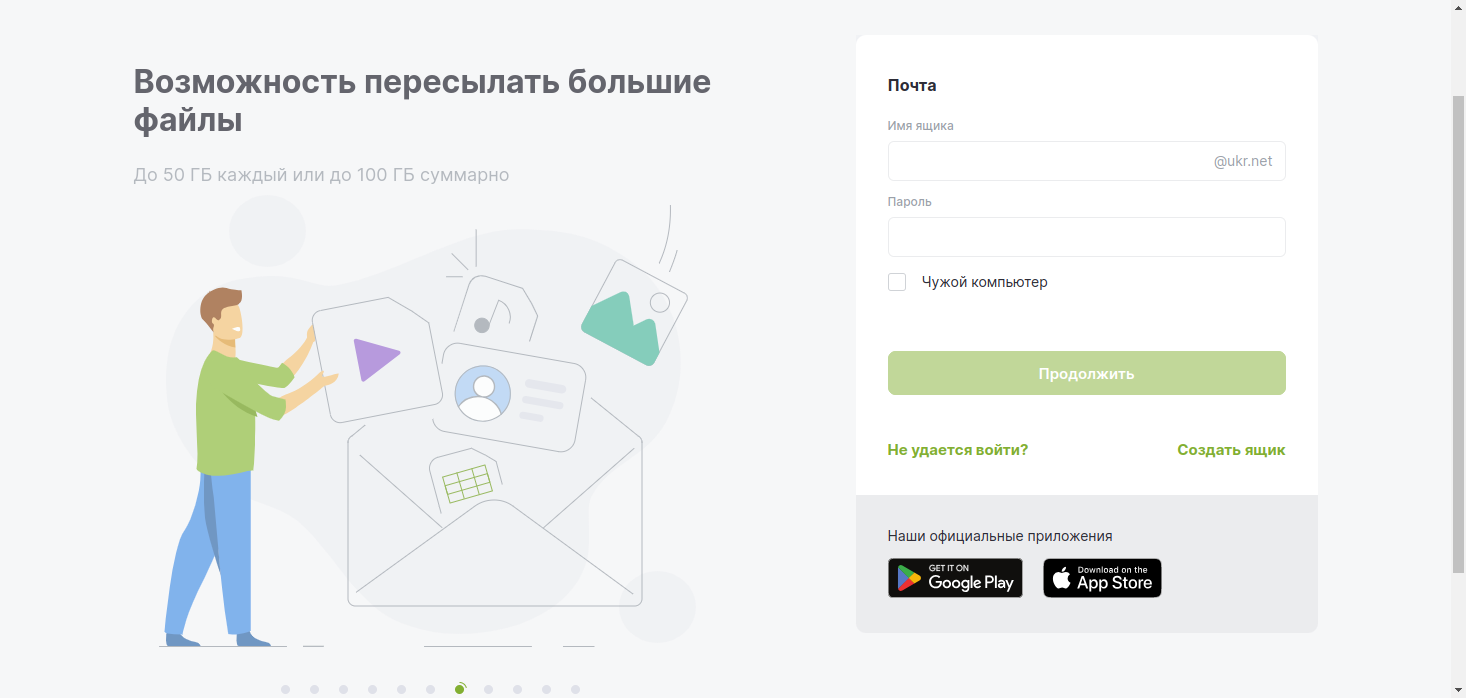 Возможность пересылать большие
файлы
До 50 ГБ каждый или до 100 ГБ суммарно
Почта
Имя ящика
@ukr.net
Пароль
Чужой компьютер
Продолжить
Не удается войти?
Создать ящик
Наши официальные приложения
GET IT ON
Google Play
Download on the
App Store